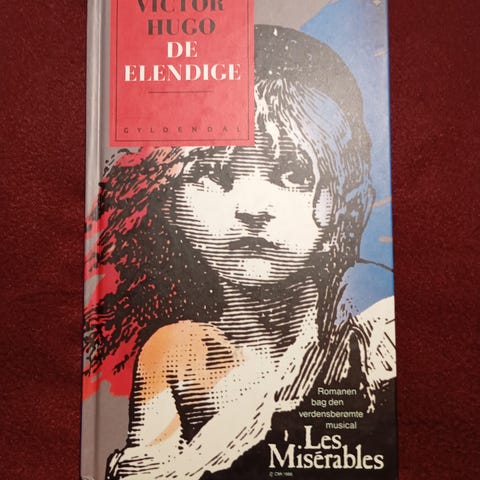 VICTOR
HUGO
DE
ELENDIGE
GYLDENDAL
Romanen
bag den
verdensberømte
musical
Les
Misérables